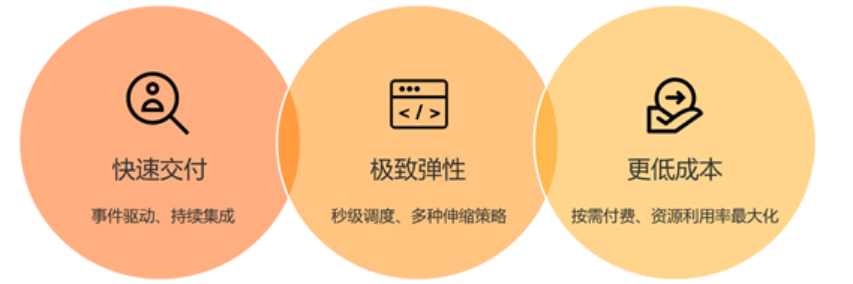 快速交付
事件驱动、持续集成
</>
极致弹性
秒级调度、多种伸缩策略
更低成本
按需付费、资源利用率最大化